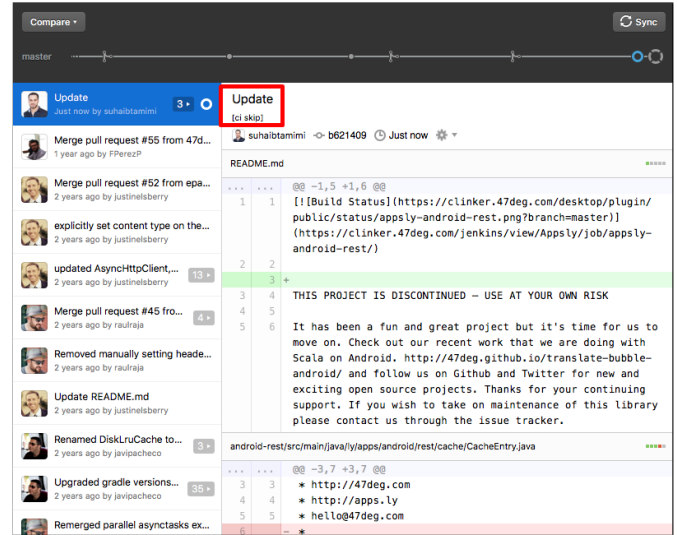 Compare
Sync
master
Update
Just now by suhaibtamimi
3
Merge pull request #55 from 47d...
1 year ago by FPerezP
Merge pull request #52 from epa...
2 years ago by justinelsberry
explicitly set content type on the...
2 years ago by justinelsberry
updated AsyncHttpClient,...
2 years ago by justinelsberry
13
Merge pull request #45 fro...
2 years ago by raulraja
4
Removed manually setting heade...
2 years ago by raulraja
Update README.md
2 years ago by justinelsberry
Renamed DiskLruCache to...
2 years ago by javipacheco
3
Upgraded gradle versions...
2 years ago by javipacheco
35
Remerged parallel asynctasks ex...
Update
[ci skip]
suhaibtamimi b621409 Just now
README.md
... ... @@ -1,5 +1,6 @@
1 1 [![Build Status](https://clinker.47deg.com/desktop/plugin/
public/status/appsly-android-rest.png?branch=master)]
(https://clinker.47deg.com/jenkins/view/Appsly/job/appsly-
android-rest/)
2 2
3 +
3 4 THIS PROJECT IS DISCONTINUED – USE AT YOUR OWN RISK
4 5
5 6 It has been a fun and great project but it's time for us to
move on. Check out our recent work that we are doing with
Scala on Android. http://47deg.github.io/translate-bubble-
android/ and follow us on Github and Twitter for new and
exciting open source projects. Thanks for your continuing
support. If you wish to take on maintenance of this library
please contact us through the issue tracker.
android-rest/src/main/java/ly/apps/android/rest/cache/CacheEntry.java
... ... @@ -3,7 +3,7 @@
3 3 * http://47deg.com
4 4 * http://apps.ly
5 5 * hello@47deg.com
6 - *